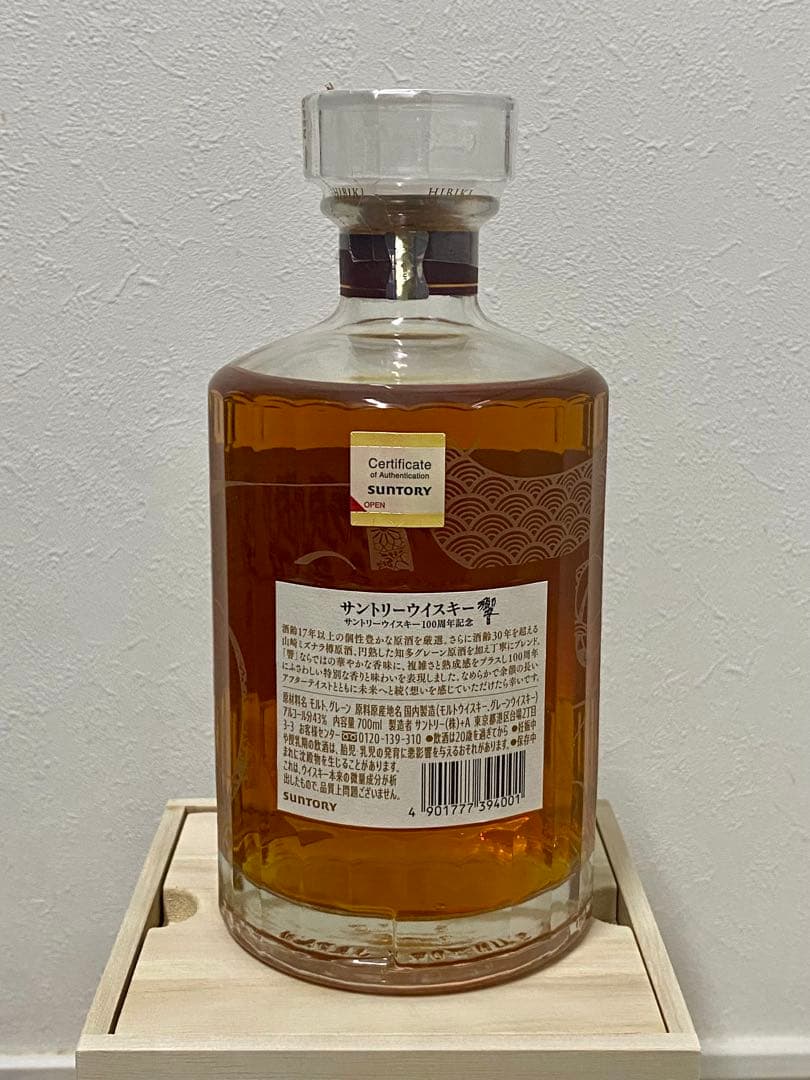 HIBIKI
HIBIKI
Certificate
of Authentication
SUNTORY
OPEN
サントリーウイスキー 響
サントリーウイスキー100周年記念
酒齢17年以上の個性豊かな原酒を厳選。さらに酒齢30年を超える
山崎ミズナラ樽原酒、円熟した知多グレーン原酒を加え丁寧にブレンド。
「響」ならではの華やかな香味に、複雑さと熟成感をプラスし100周年
にふさわしい特別な香りと味わいを表現しました。なめらかで余韻の長い
アフターテイストとともに未来へと続く想いを感じていただけたら幸いです。
原材料名 モルト、グレーン 原料原産地名 国内製造(モルトウイスキー、グレーンウイスキー)
アルコール分43% 内容量700ml 製造者 サントリー(株)+A 東京都港区台場2丁目
3-3 お客様センター 0120-139-310 ●飲酒は20歳を過ぎてから ●妊娠中
や授乳期の飲酒は、胎児・乳児の発育に悪影響を与えるおそれがあります。●保存中
まれに沈殿物を生じることがあります。
これは、ウイスキー本来の微量成分が析
出したもので、品質上問題ございません。
SUNTORY
4 901777 394001